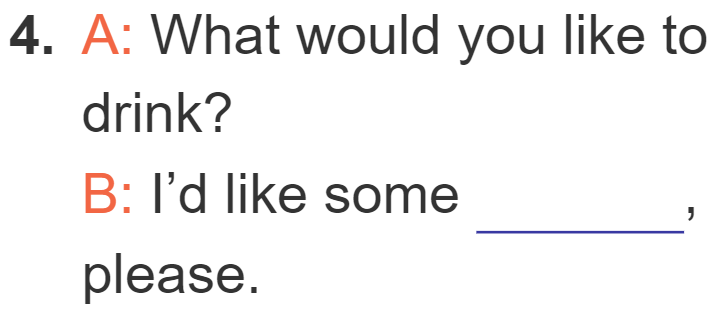 4. A: What would you like to
drink?
B: I’d like some ________,
please.